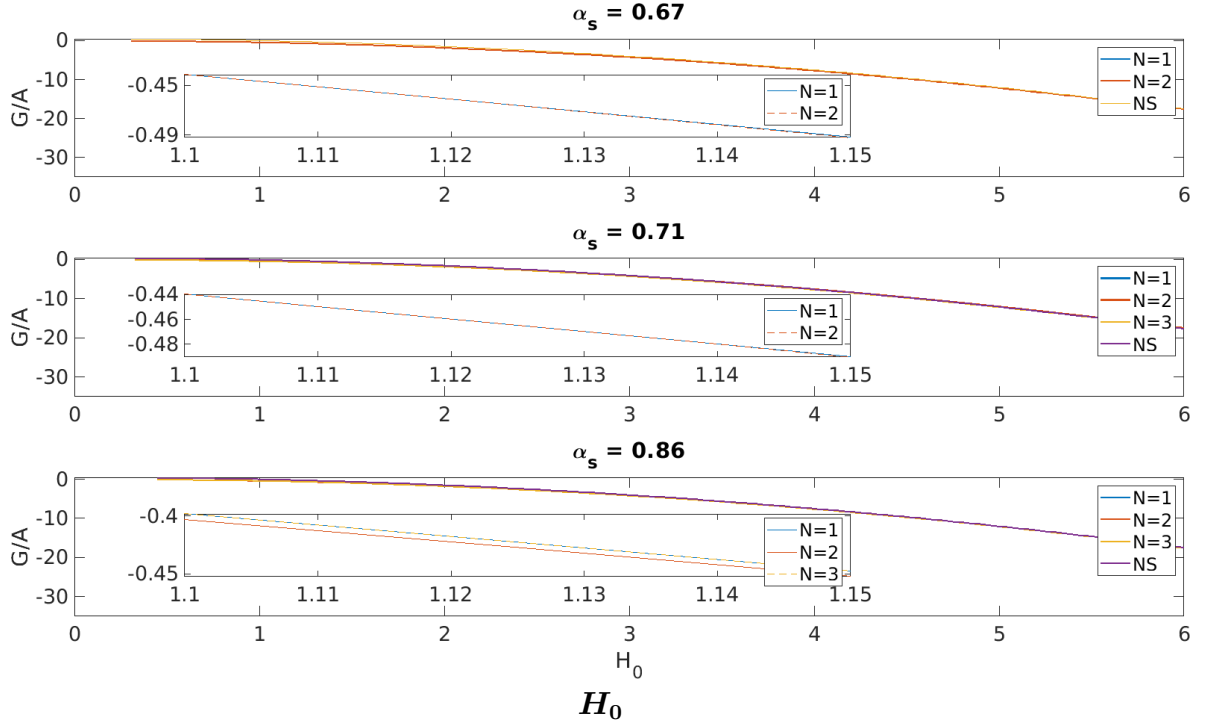 α_s = 0.67
G/A
0
-10
-20
-30
N=1
N=2
NS
-0.45
-0.49
N=1
N=2
1.1 1.11 1.12 1.13 1.14 1.15
0 1 2 3 4 5 6
α_s = 0.71
G/A
0
-10
-20
-30
N=1
N=2
N=3
NS
-0.44
-0.46
-0.48
N=1
N=2
1.1 1.11 1.12 1.13 1.14 1.15
0 1 2 3 4 5 6
α_s = 0.86
G/A
0
-10
-20
-30
N=1
N=2
N=3
NS
-0.4
-0.45
N=1
N=2
N=3
1.1 1.11 1.12 1.13 1.14 1.15
0 1 2 3 4 5 6
H_0
H_0